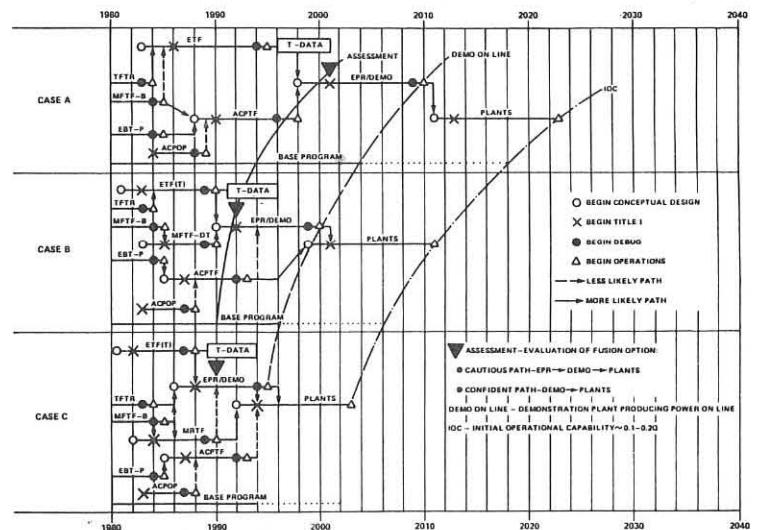 1980 1990 2000 2010 2020 2030 2040
CASE A
ETF
T-DATA
ASSESSMENT
DEMO ON LINE
IOC
TFTR
MFTF-B
EPR/DEMO
ACPTF
PLANTS
EBT-P
ACPOP
BASE PROGRAM
CASE B
ETF(T)
T-DATA
TFTR
MFTF-B
EPR/DEMO
MFTF-DT
PLANTS
EBT-P
ACPTF
ACPOP
BASE PROGRAM
BEGIN CONCEPTUAL DESIGN
BEGIN TITLE I
BEGIN DEBUG
BEGIN OPERATIONS
LESS LIKELY PATH
MORE LIKELY PATH
CASE C
ETF(T)
T-DATA
EPR/DEMO
TFTR
PLANTS
MFTF-B
MRTF
ACPTF
EBT-P
ACPOP
BASE PROGRAM
ASSESSMENT-EVALUATION OF FUSION OPTION:
CAUTIOUS PATH-EPR → DEMO → PLANTS
CONFIDENT PATH-DEMO → PLANTS
DEMO ON LINE - DEMONSTRATION PLANT PRODUCING POWER ON LINE
IOC - INITIAL OPERATIONAL CAPABILITY~0.1-0.2Q
1980 1990 2000 2010 2020 2030 2040